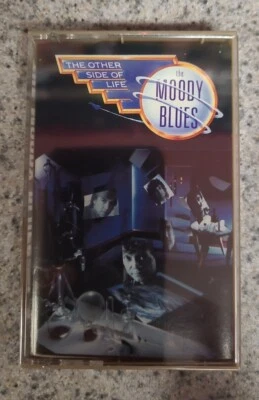 THE OTHER
SIDE OF
LIFE
the
MOODY
BLUES